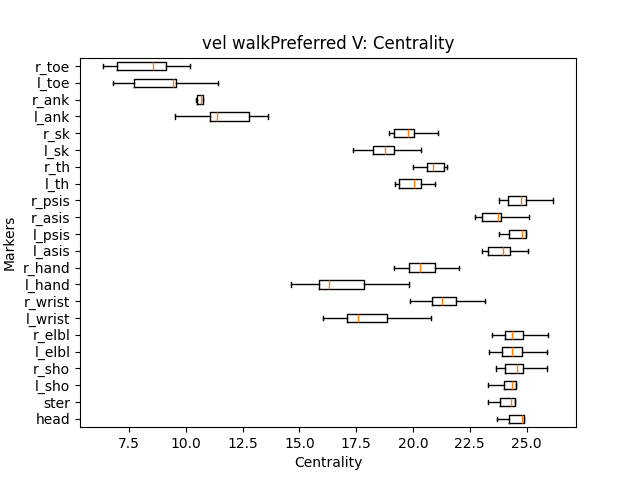 vel walkPreferred V: Centrality
r_toe
l_toe
r_ank
l_ank
r_sk
l_sk
r_th
l_th
r_psis
r_asis
l_psis
l_asis
r_hand
l_hand
r_wrist
l_wrist
r_elbl
l_elbl
r_sho
l_sho
ster
head
Markers
7.5 10.0 12.5 15.0 17.5 20.0 22.5 25.0
Centrality